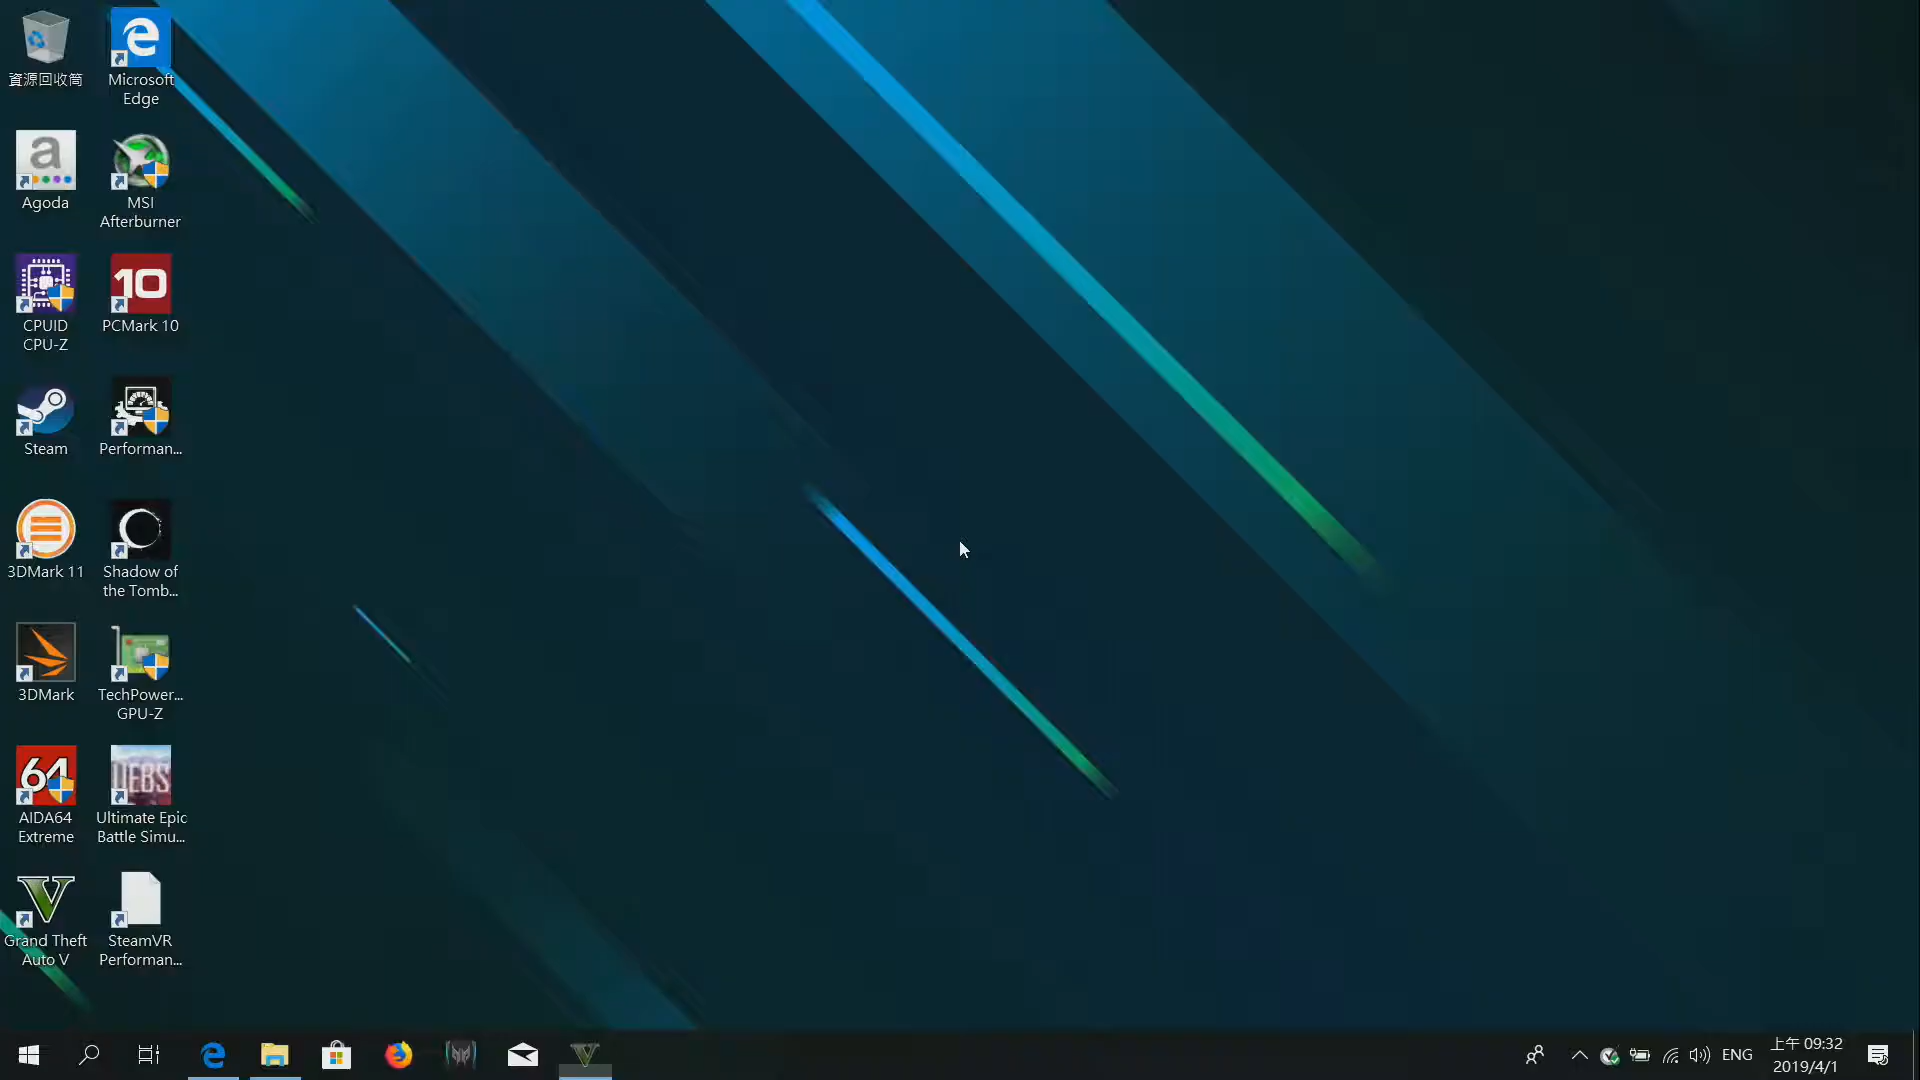 資源回收筒
Microsoft
Edge
a
Agoda
MSI
Afterburner
CPUID
CPU-Z
10
PCMark 10
Steam
Performan...
3DMark 11
Shadow of
the Tomb...
3DMark
TechPower...
GPU-Z
64
AIDA64
Extreme
UEBS
Ultimate Epic
Battle Simu...
V
Grand Theft
Auto V
SteamVR
Performan...
ENG
上午 09:32
2019/4/1